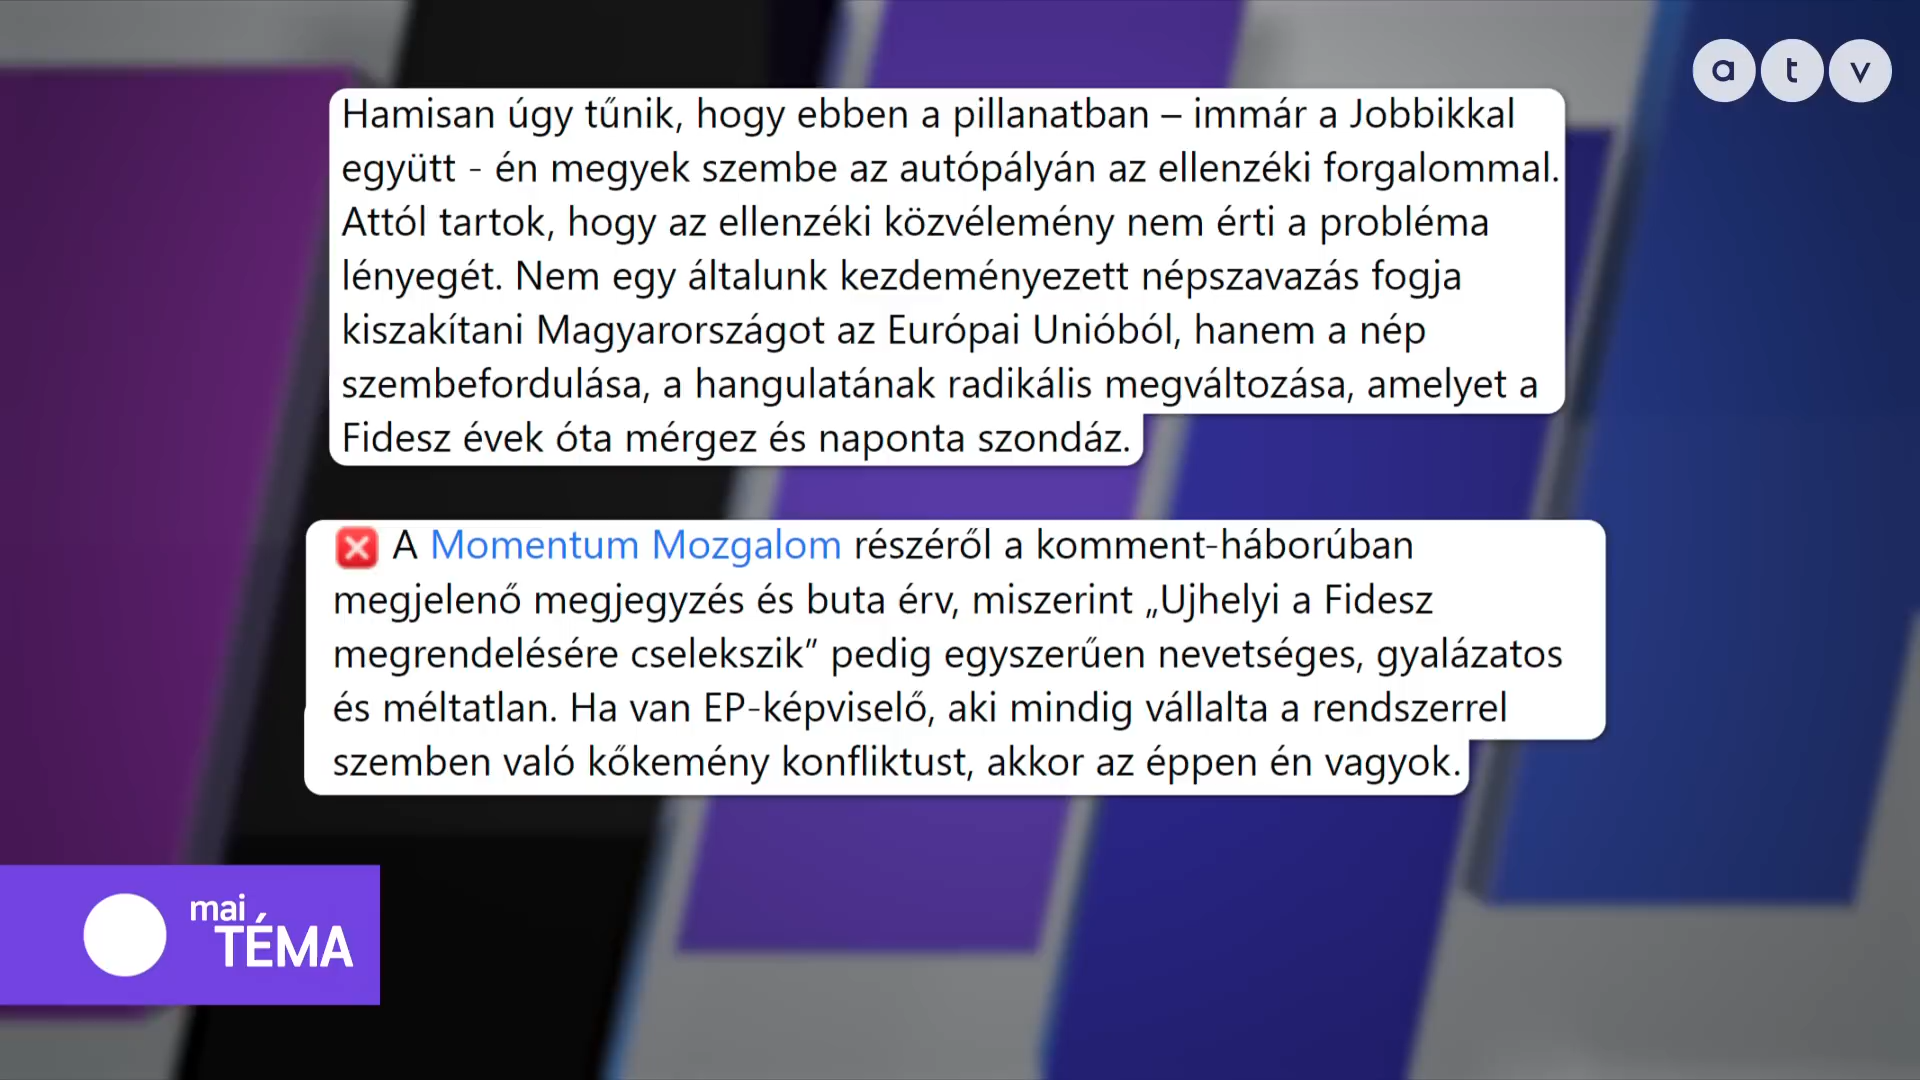 a t v
Hamisan úgy tűnik, hogy ebben a pillanatban – immár a Jobbikkal
együtt - én megyek szembe az autópályán az ellenzéki forgalommal.
Attól tartok, hogy az ellenzéki közvélemény nem érti a probléma
lényegét. Nem egy általunk kezdeményezett népszavazás fogja
kiszakítani Magyarországot az Európai Unióból, hanem a nép
szembefordulása, a hangulatának radikális megváltozása, amelyet a
Fidesz évek óta mérgez és naponta szondáz.
A Momentum Mozgalom részéről a komment-háborúban
megjelenő megjegyzés és buta érv, miszerint „Ujhelyi a Fidesz
megrendelésére cselekszik” pedig egyszerűen nevetséges, gyalázatos
és méltatlan. Ha van EP-képviselő, aki mindig vállalta a rendszerrel
szemben való kőkemény konfliktust, akkor az éppen én vagyok.
mai
TÉMA